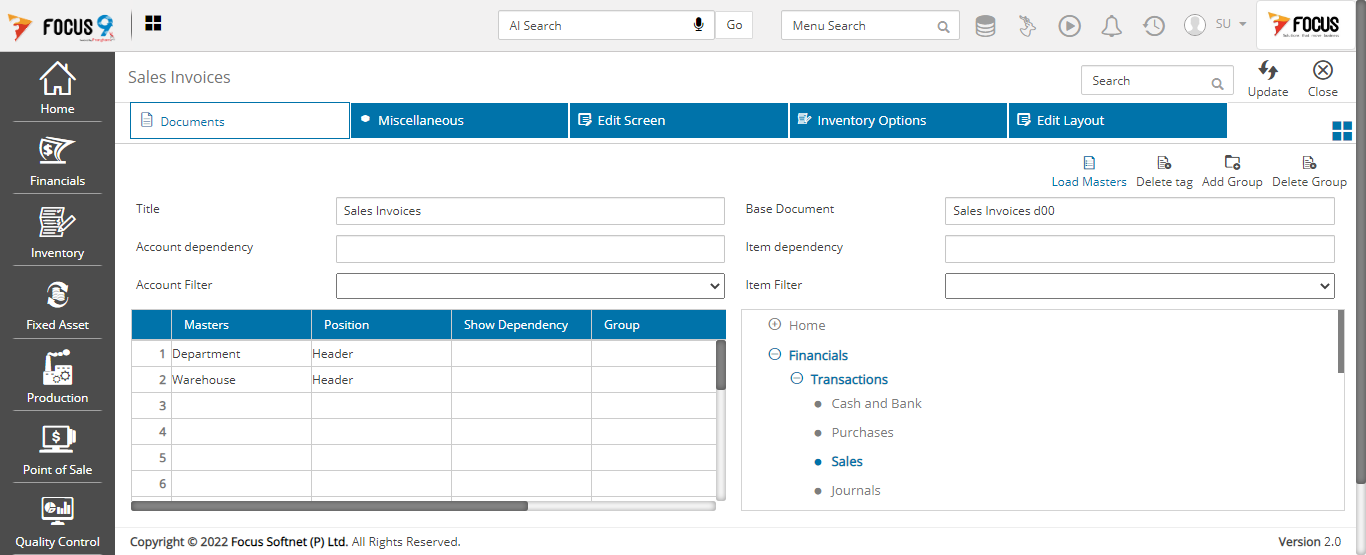 FOCUS 9
AI Search
Go
Menu Search
SU
FOCUS
Home
Financials
Inventory
Fixed Asset
Production
Point of Sale
Quality Control
Sales Invoices
Search
Update
Close
Documents
Miscellaneous
Edit Screen
Inventory Options
Edit Layout
Load Masters
Delete tag
Add Group
Delete Group
Title
Sales Invoices
Base Document
Sales Invoices d00
Account dependency
Item dependency
Account Filter
Item Filter
Masters Position Show Dependency Group
1 Department Header
2 Warehouse Header
3
4
5
6
Home
Financials
Transactions
Cash and Bank
Purchases
Sales
Journals
Copyright © 2022 Focus Softnet (P) Ltd. All Rights Reserved.
Version 2.0